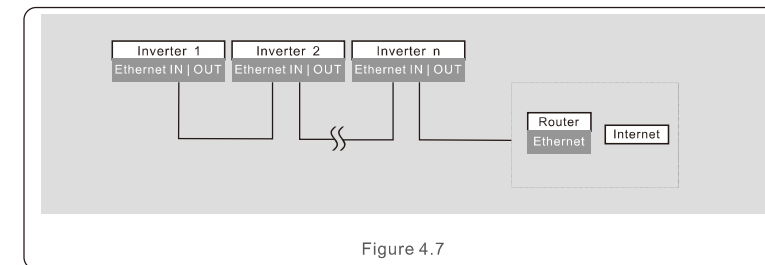 Inverter 1 Inverter 2 Inverter n
Ethernet IN | OUT Ethernet IN | OUT Ethernet IN | OUT
Router
Ethernet
Internet
Figure 4.7